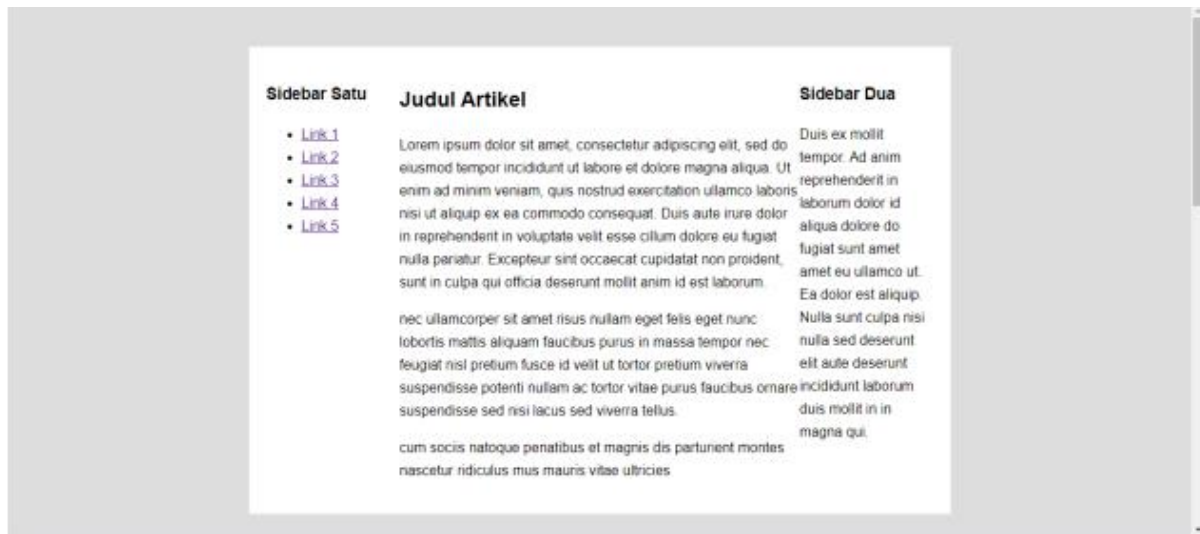 Sidebar Satu
Link 1
Link 2
Link 3
Link 4
Link 5
Judul Artikel
Lorem ipsum dolor sit amet, consectetur adipiscing elit, sed do
eiusmod tempor incididunt ut labore et dolore magna aliqua. Ut
enim ad minim veniam, quis nostrud exercitation ullamco laboris
nisi ut aliquip ex ea commodo consequat. Duis aute irure dolor
in reprehenderit in voluptate velit esse cillum dolore eu fugiat
nulla pariatur. Excepteur sint occaecat cupidatat non proident,
sunt in culpa qui officia deserunt mollit anim id est laborum.
nec ullamcorper sit amet risus nullam eget felis eget nunc
lobortis mattis aliquam faucibus purus in massa tempor nec
feugiat nisl pretium fusce id velit ut tortor pretium viverra
suspendisse potenti nullam ac tortor vitae purus faucibus ornare
suspendisse sed nisi lacus sed viverra tellus.
cum sociis natoque penatibus et magnis dis parturient montes
nascetur ridiculus mus mauris vitae ultricies
Sidebar Dua
Duis ex mollit
tempor. Ad anim
reprehenderit in
laborum dolor id
aliqua dolore do
fugiat sunt amet
amet eu ullamco ut.
Ea dolor est aliquip.
Nulla sunt culpa nisi
nulla sed deserunt
elit aute deserunt
incididunt laborum
duis mollit in in
magna qui.